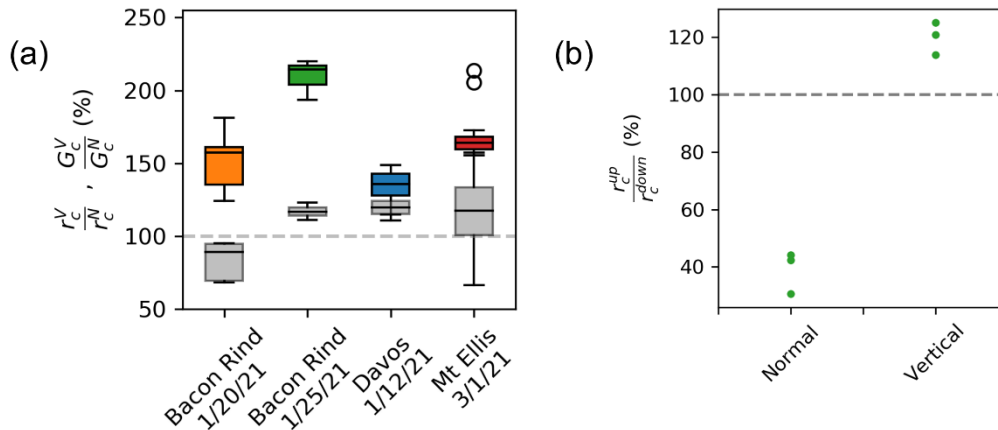 (a)
r_c^V / r_c^N , G_c^V / G_c^N (%)
250
200
150
100
50
Bacon Rind
1/20/21
Bacon Rind
1/25/21
Davos
1/12/21
Mt Ellis
3/1/21
(b)
r_c^{up} / r_c^{down} (%)
120
100
80
60
40
Normal
Vertical